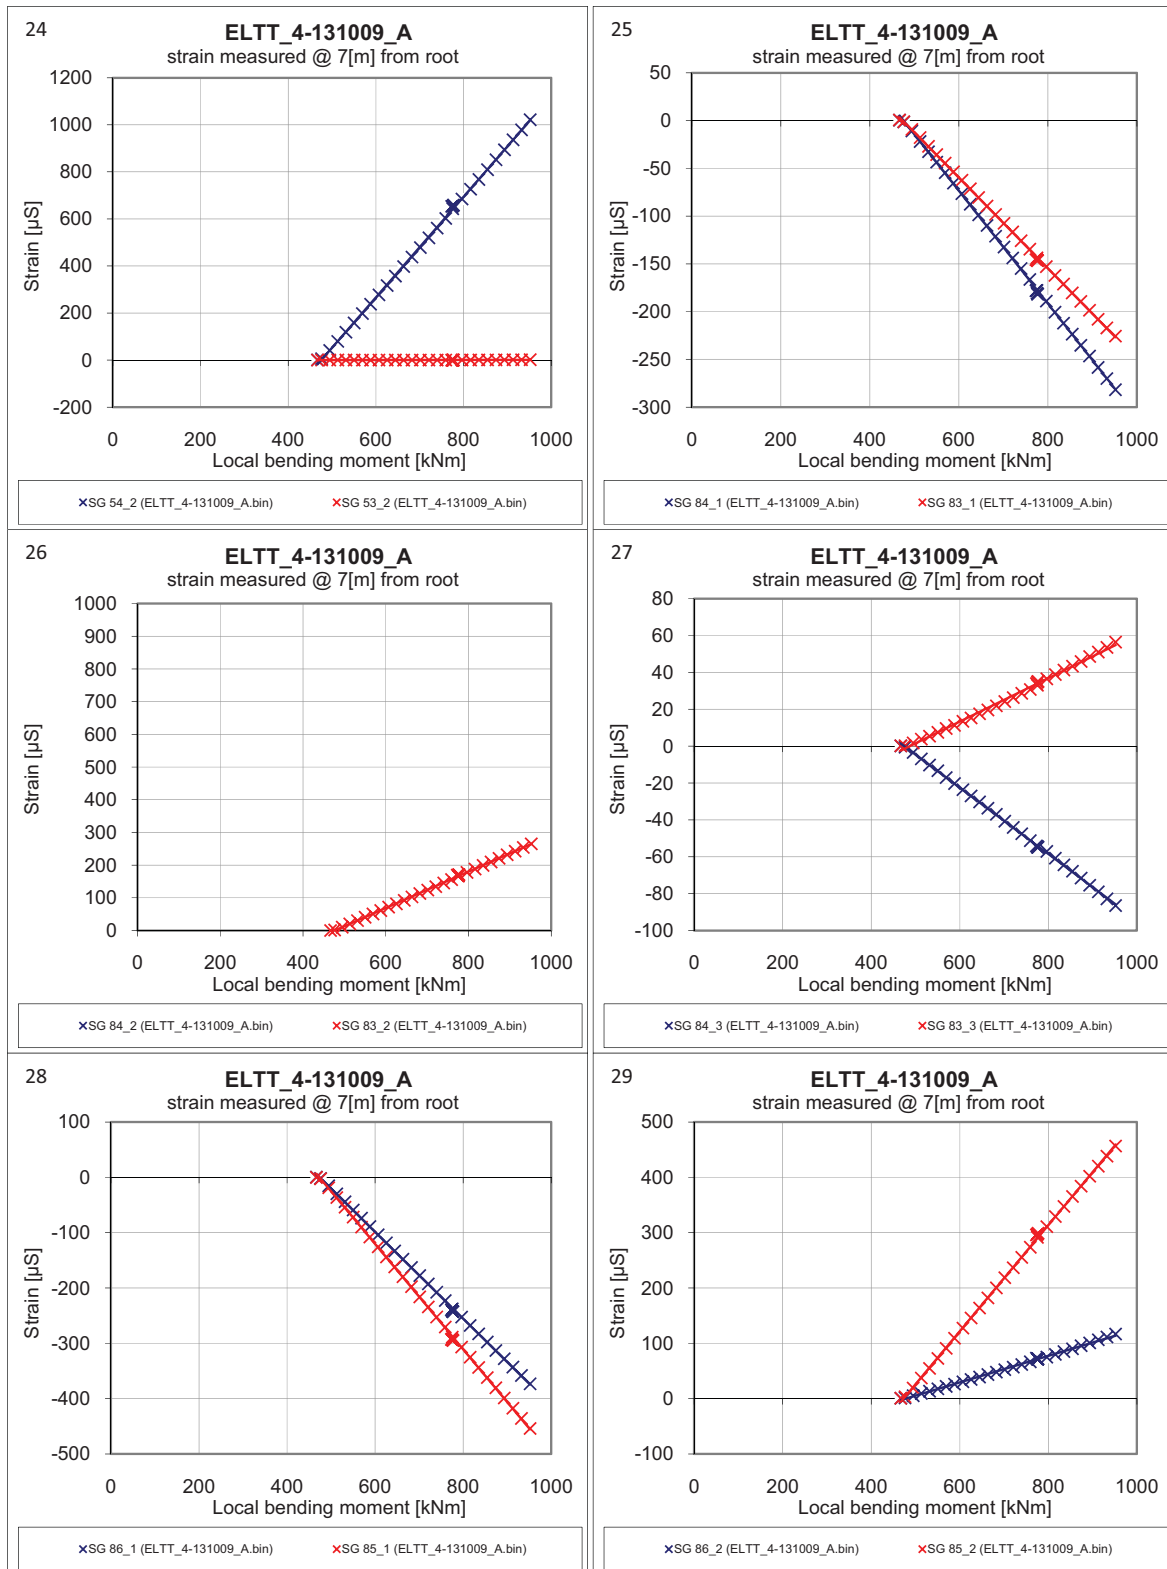 24
ELTT_4-131009_A
strain measured @ 7[m] from root
1200
1000
800
600
400
200
0
-200
Strain [µS]
0 200 400 600 800 1000
Local bending moment [kNm]
×SG 54_2 (ELTT_4-131009_A.bin) ×SG 53_2 (ELTT_4-131009_A.bin)
25
ELTT_4-131009_A
strain measured @ 7[m] from root
50
0
-50
-100
-150
-200
-250
-300
Strain [µS]
0 200 400 600 800 1000
Local bending moment [kNm]
×SG 84_1 (ELTT_4-131009_A.bin) ×SG 83_1 (ELTT_4-131009_A.bin)
26
ELTT_4-131009_A
strain measured @ 7[m] from root
1000
900
800
700
600
500
400
300
200
100
0
Strain [µS]
0 200 400 600 800 1000
Local bending moment [kNm]
×SG 84_2 (ELTT_4-131009_A.bin) ×SG 83_2 (ELTT_4-131009_A.bin)
27
ELTT_4-131009_A
strain measured @ 7[m] from root
80
60
40
20
0
-20
-40
-60
-80
-100
Strain [µS]
0 200 400 600 800 1000
Local bending moment [kNm]
×SG 84_3 (ELTT_4-131009_A.bin) ×SG 83_3 (ELTT_4-131009_A.bin)
28
ELTT_4-131009_A
strain measured @ 7[m] from root
100
0
-100
-200
-300
-400
-500
Strain [µS]
0 200 400 600 800 1000
Local bending moment [kNm]
×SG 86_1 (ELTT_4-131009_A.bin) ×SG 85_1 (ELTT_4-131009_A.bin)
29
ELTT_4-131009_A
strain measured @ 7[m] from root
500
400
300
200
100
0
-100
Strain [µS]
0 200 400 600 800 1000
Local bending moment [kNm]
×SG 86_2 (ELTT_4-131009_A.bin) ×SG 85_2 (ELTT_4-131009_A.bin)